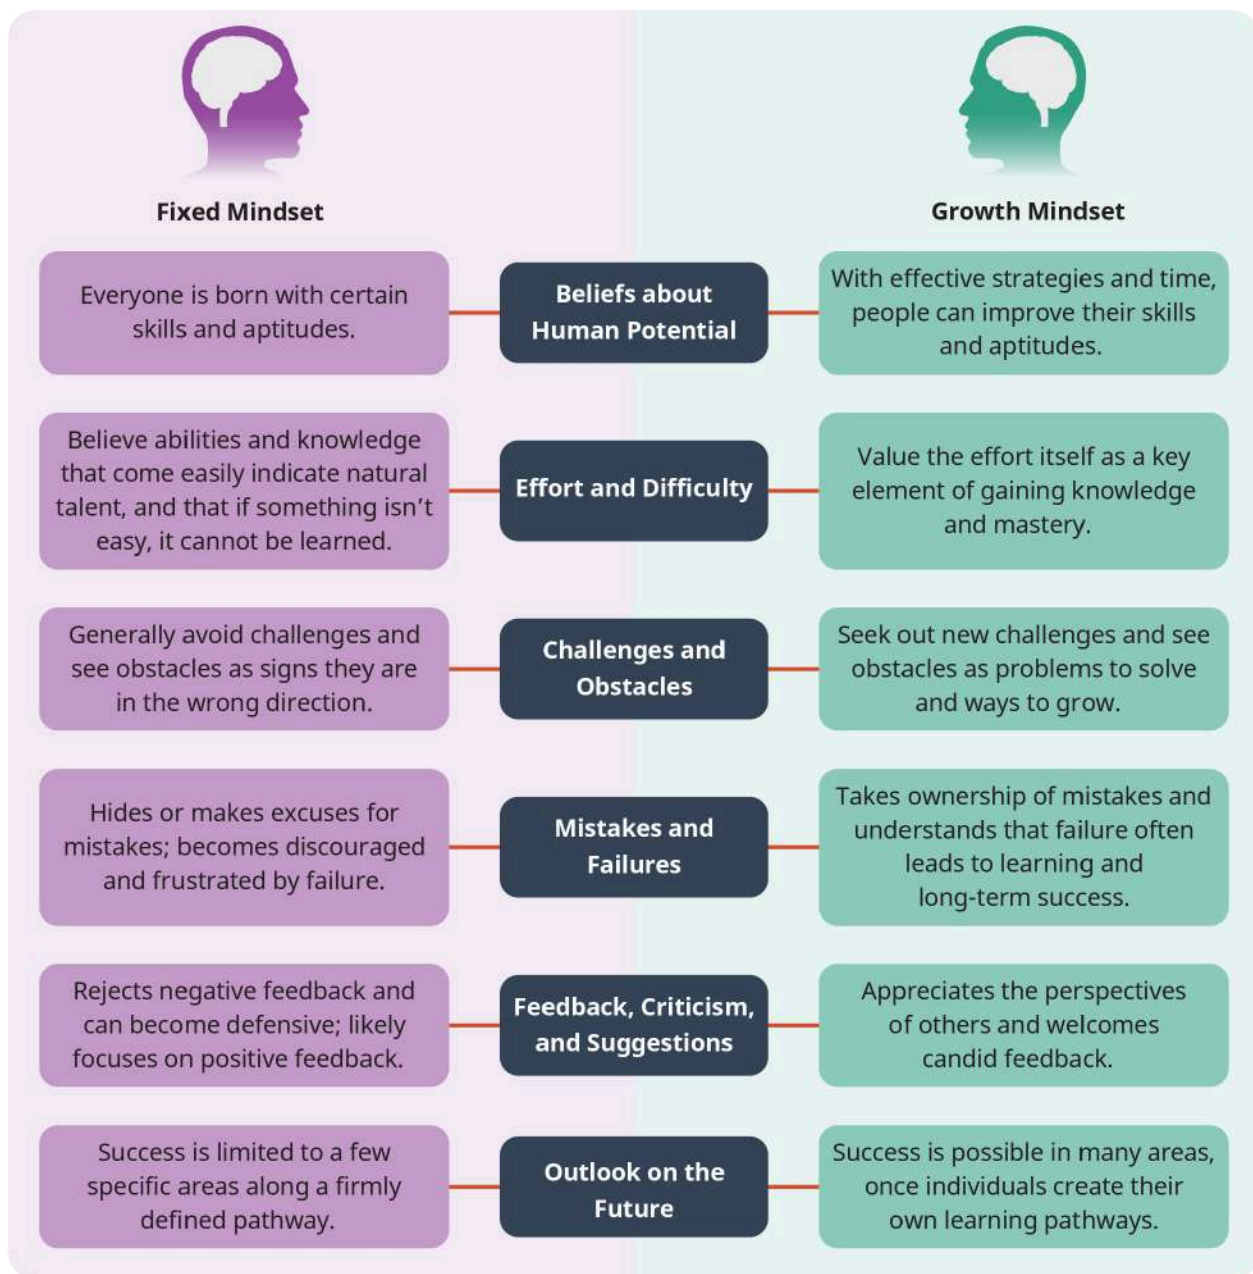 Fixed Mindset
Growth Mindset
Everyone is born with certain
skills and aptitudes.
Beliefs about
Human Potential
With effective strategies and time,
people can improve their skills
and aptitudes.
Believe abilities and knowledge
that come easily indicate natural
talent, and that if something isn’t
easy, it cannot be learned.
Effort and Difficulty
Value the effort itself as a key
element of gaining knowledge
and mastery.
Generally avoid challenges and
see obstacles as signs they are
in the wrong direction.
Challenges and
Obstacles
Seek out new challenges and see
obstacles as problems to solve
and ways to grow.
Hides or makes excuses for
mistakes; becomes discouraged
and frustrated by failure.
Mistakes and
Failures
Takes ownership of mistakes and
understands that failure often
leads to learning and
long-term success.
Rejects negative feedback and
can become defensive; likely
focuses on positive feedback.
Feedback, Criticism,
and Suggestions
Appreciates the perspectives
of others and welcomes
candid feedback.
Success is limited to a few
specific areas along a firmly
defined pathway.
Outlook on the
Future
Success is possible in many areas,
once individuals create their
own learning pathways.